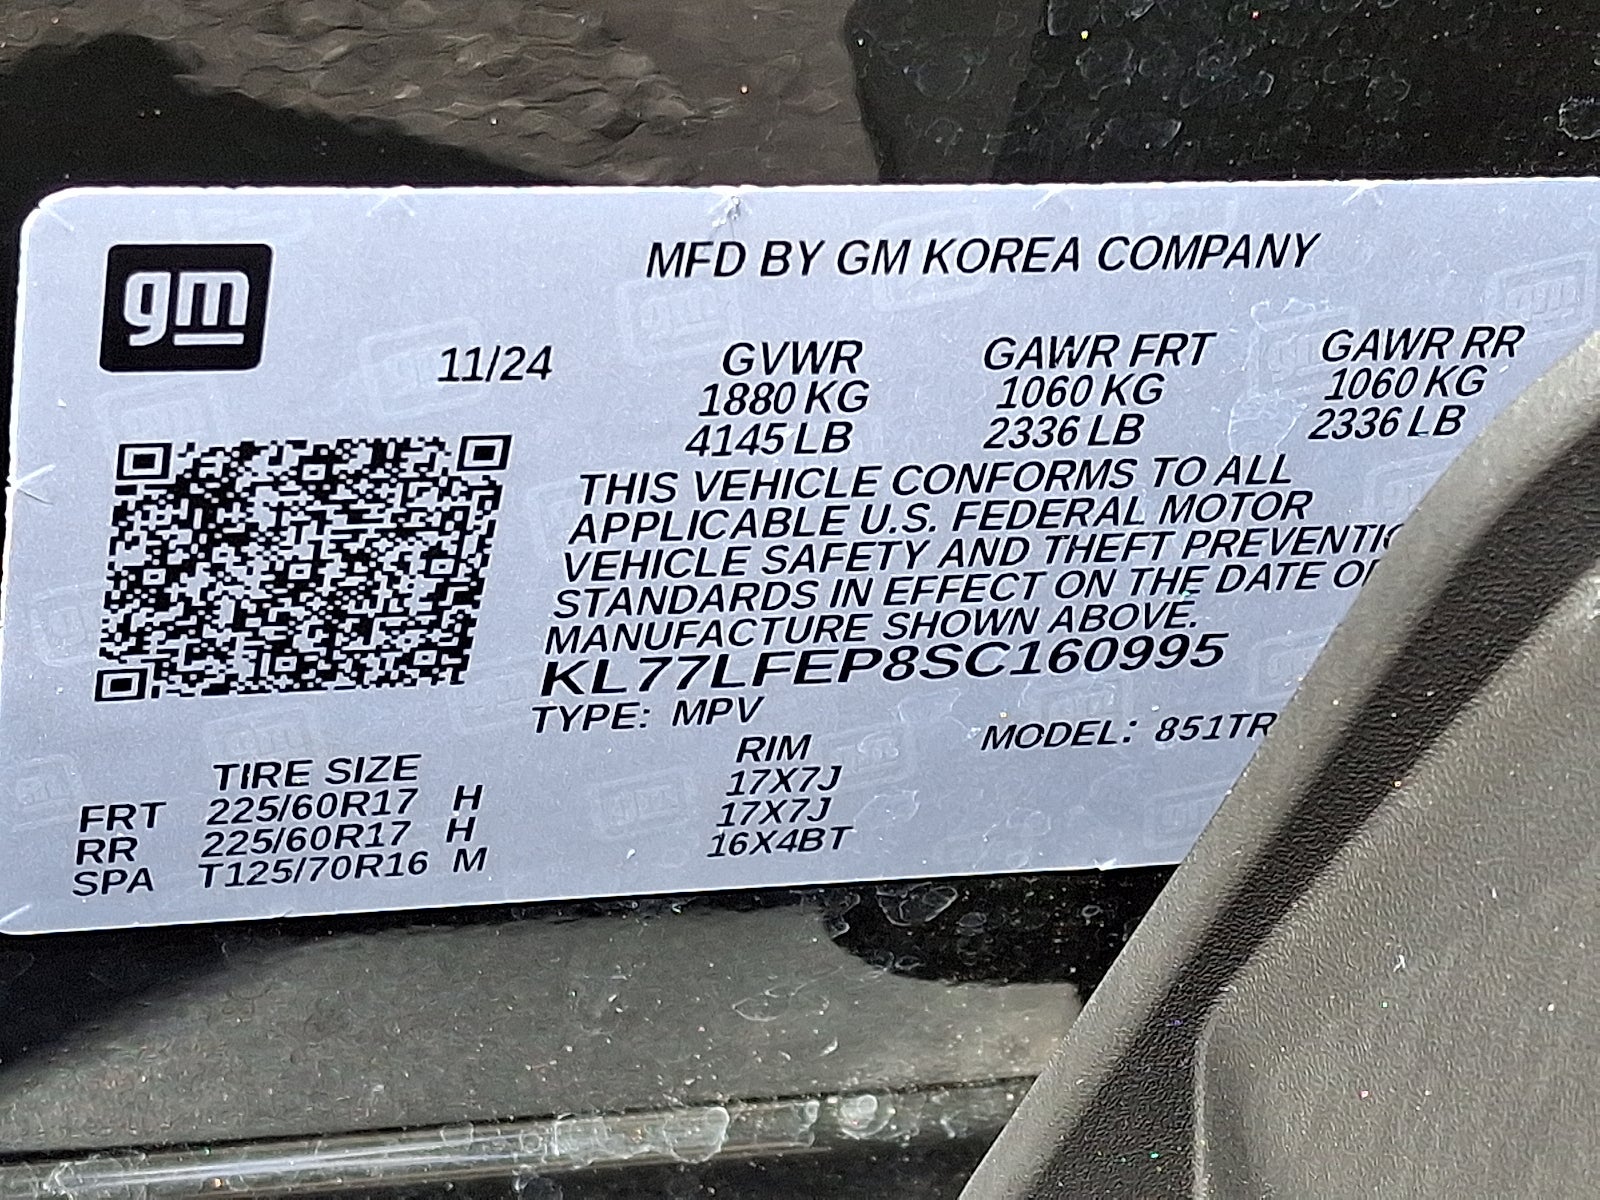 gm
MFD BY GM KOREA COMPANY
11/24
GVWR GAWR FRT GAWR RR
1880 KG 1060 KG 1060 KG
4145 LB 2336 LB 2336 LB
THIS VEHICLE CONFORMS TO ALL
APPLICABLE U.S. FEDERAL MOTOR
VEHICLE SAFETY AND THEFT
STANDARDS IN EFFECT ON THE DATE
MANUFACTURE SHOWN ABOVE.
KL77LFEP8SC160995
TYPE: MPV MODEL: 851TR
TIRE SIZE RIM
FRT 225/60R17 H 17X7J
RR 225/60R17 H 17X7J
SPA T125/70R16 M 16X4BT